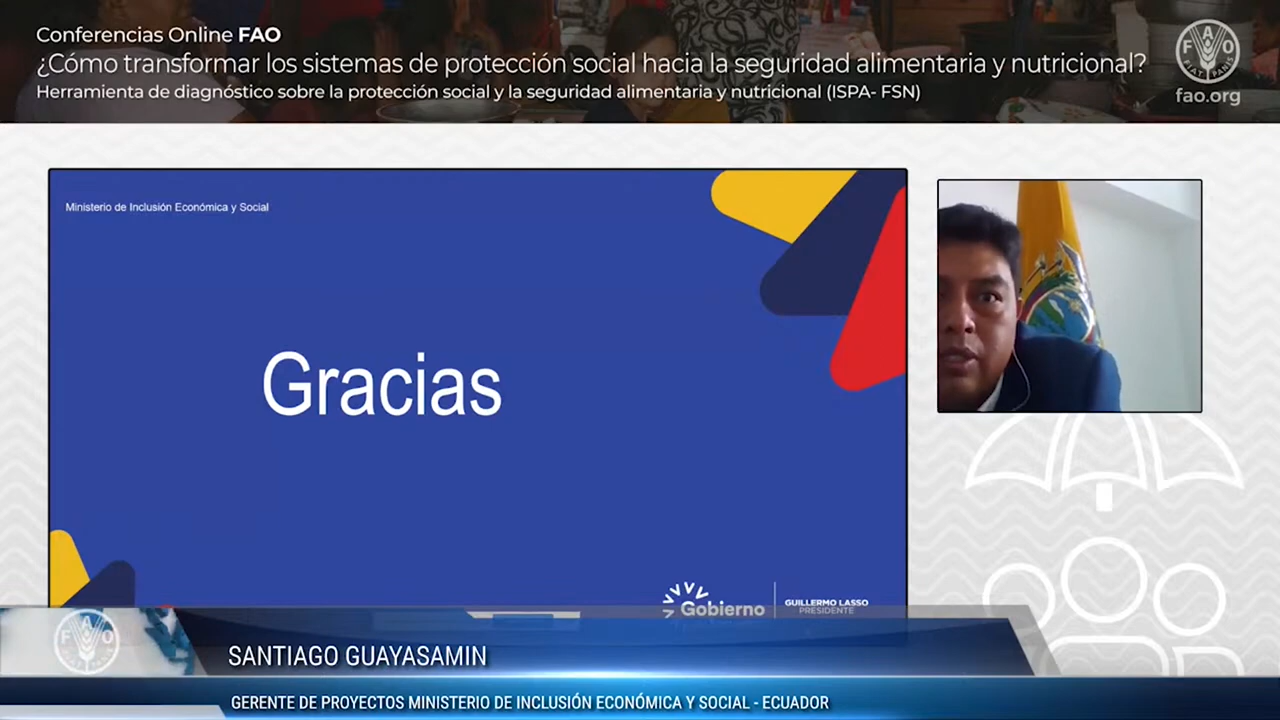 Conferencias Online FAO
¿Cómo transformar los sistemas de protección social hacia la seguridad alimentaria y nutricional?
Herramienta de diagnóstico sobre la protección social y la seguridad alimentaria y nutricional (ISPA- FSN)
F A O
FIAT PANIS
fao.org
Ministerio de Inclusión Económica y Social
Gracias
Gobierno
GUILLERMO LASSO
PRESIDENTE
F A O
SANTIAGO GUAYASAMIN
GERENTE DE PROYECTOS MINISTERIO DE INCLUSIÓN ECONÓMICA Y SOCIAL - ECUADOR